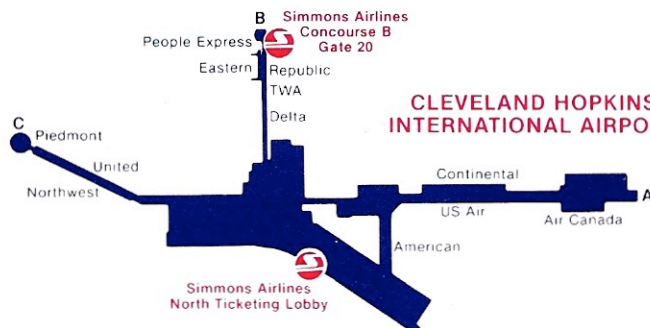 B
Simmons Airlines
Concourse B
Gate 20
People Express
Eastern
Republic
TWA
Delta
CLEVELAND HOPKINS
INTERNATIONAL AIRPO
C
Piedmont
United
Northwest
Continental
A
US Air
Air Canada
American
Simmons Airlines
North Ticketing Lobby